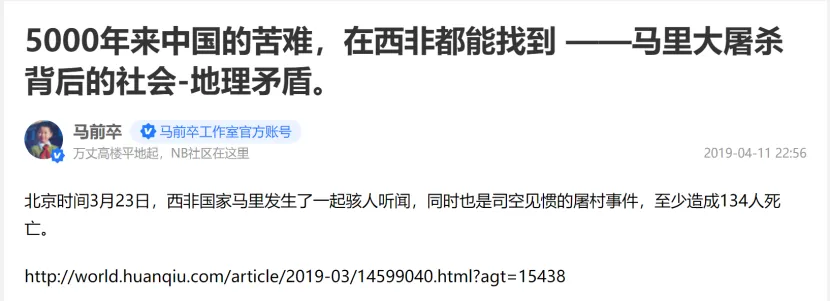 5000年来中国的苦难，在西非都能找到 ——马里大屠杀
背后的社会-地理矛盾。
马前卒 马前卒工作室官方账号
万丈高楼平地起，NB社区在这里 2019-04-11 22:56
北京时间3月23日，西非国家马里发生了一起骇人听闻，同时也是司空见惯的屠村事件，至少造成134人死
亡。
http://world.huanqiu.com/article/2019-03/14599040.html?agt=15438